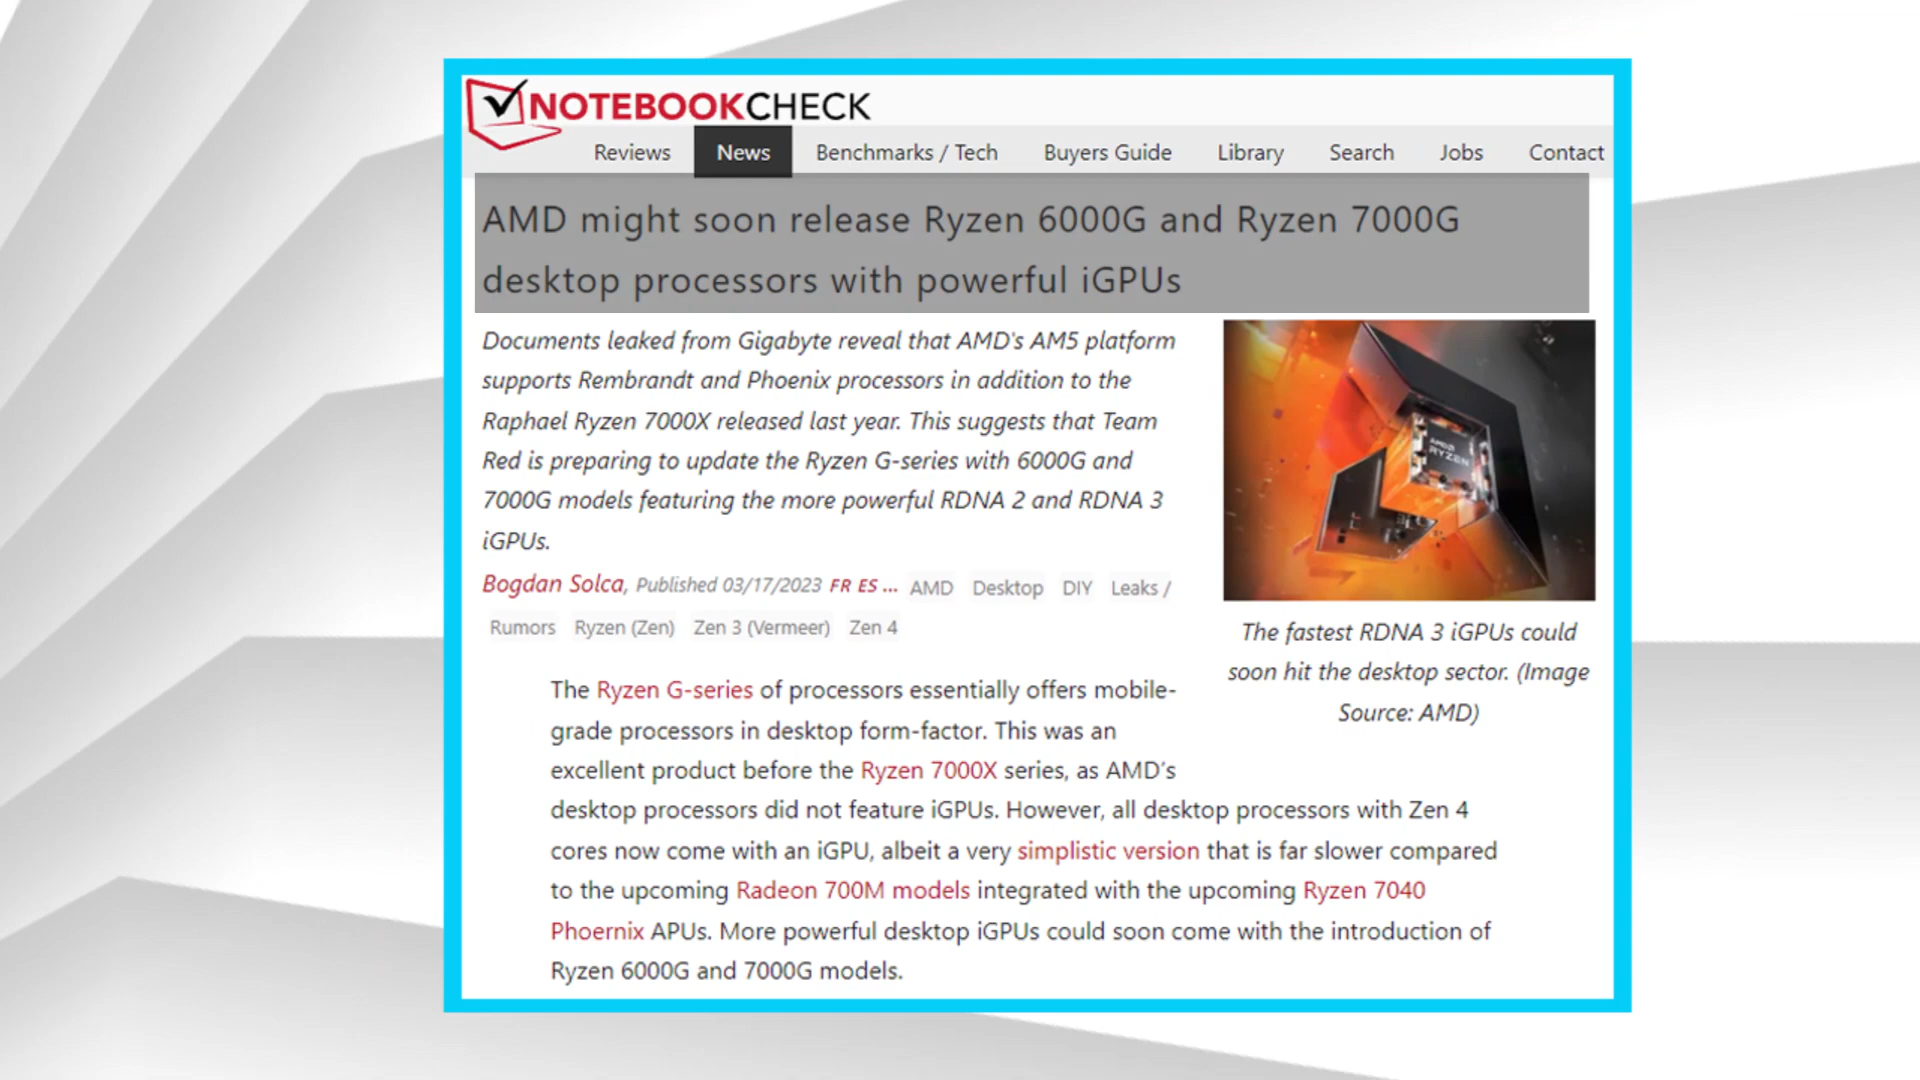 NOTEBOOKCHECK
Reviews News Benchmarks / Tech Buyers Guide Library Search Jobs Contact
AMD might soon release Ryzen 6000G and Ryzen 7000G
desktop processors with powerful iGPUs
Documents leaked from Gigabyte reveal that AMD's AM5 platform
supports Rembrandt and Phoenix processors in addition to the
Raphael Ryzen 7000X released last year. This suggests that Team
Red is preparing to update the Ryzen G-series with 6000G and
7000G models featuring the more powerful RDNA 2 and RDNA 3
iGPUs.
Bogdan Solca, Published 03/17/2023 FR ES ... AMD Desktop DIY Leaks /
Rumors Ryzen (Zen) Zen 3 (Vermeer) Zen 4
AMD
RYZEN
The fastest RDNA 3 iGPUs could
soon hit the desktop sector. (Image
Source: AMD)
The Ryzen G-series of processors essentially offers mobile-
grade processors in desktop form-factor. This was an
excellent product before the Ryzen 7000X series, as AMD's
desktop processors did not feature iGPUs. However, all desktop processors with Zen 4
cores now come with an iGPU, albeit a very simplistic version that is far slower compared
to the upcoming Radeon 700M models integrated with the upcoming Ryzen 7040
Phoernix APUs. More powerful desktop iGPUs could soon come with the introduction of
Ryzen 6000G and 7000G models.